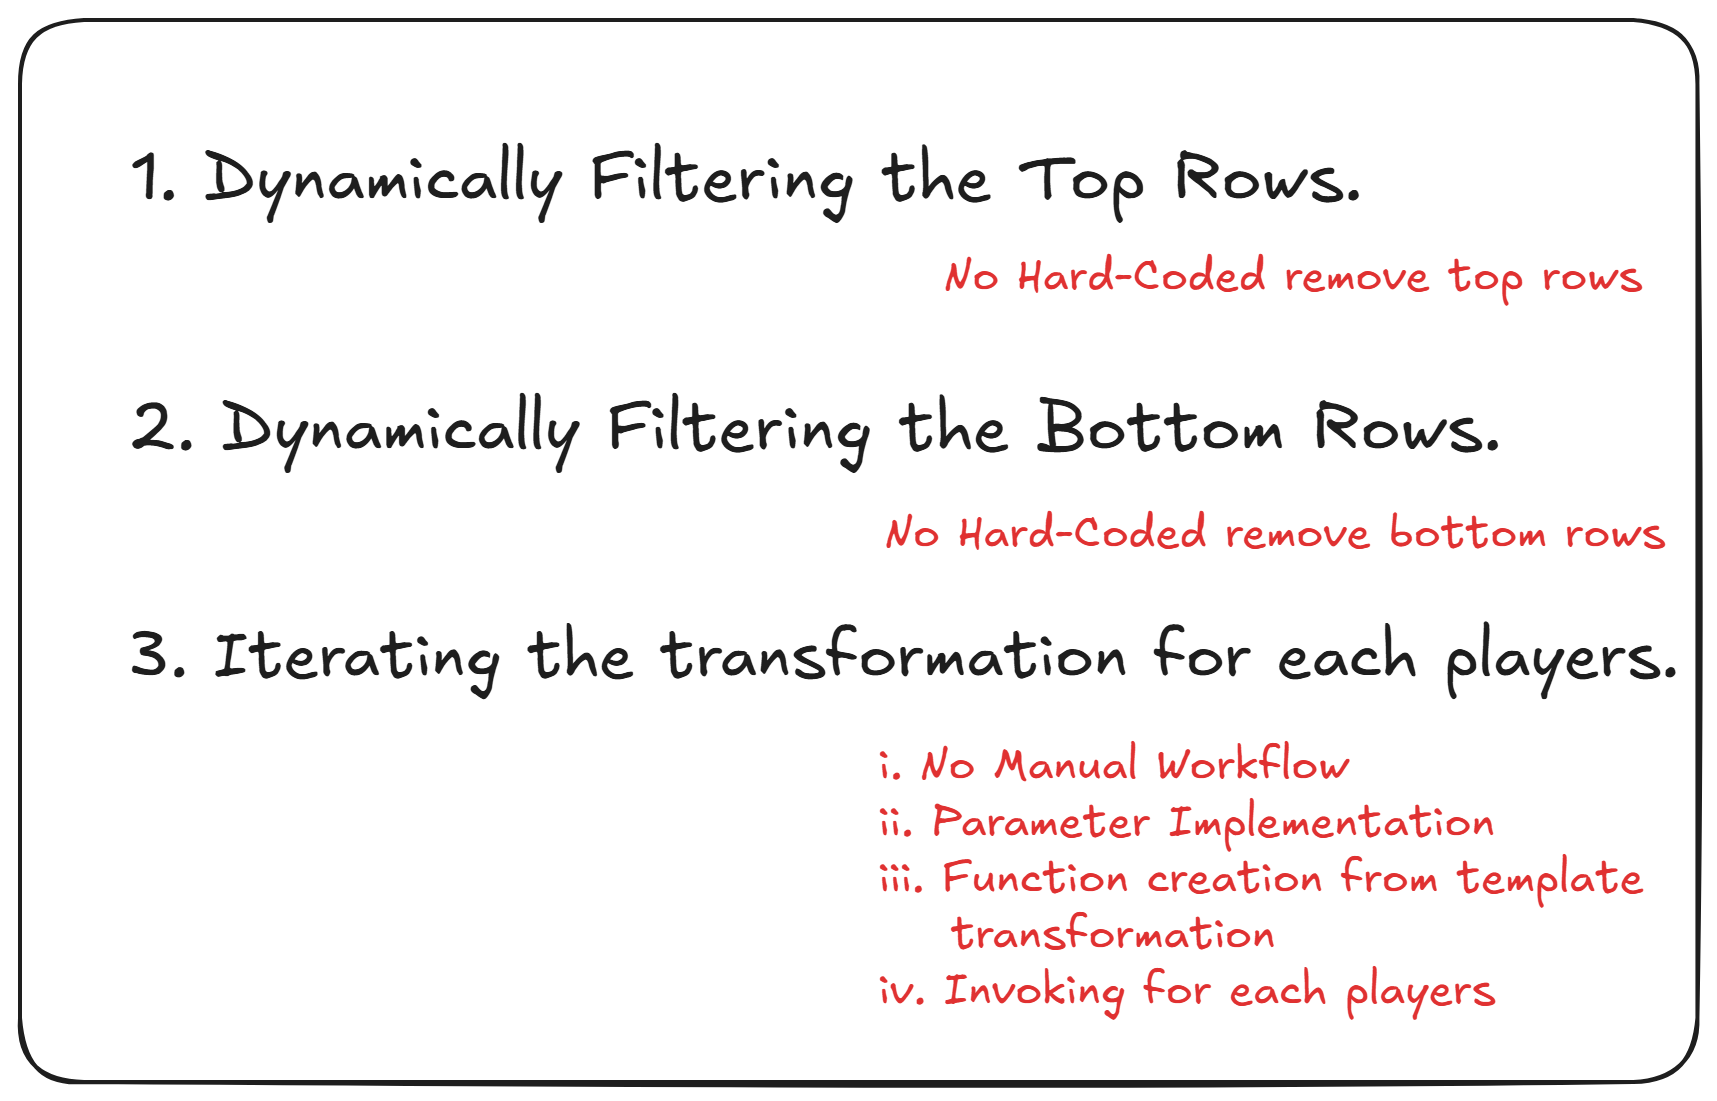 1. Dynamically Filtering the Top Rows.
No Hard-Coded remove top rows
2. Dynamically Filtering the Bottom Rows.
No Hard-Coded remove bottom rows
3. Iterating the transformation for each players.
i. No Manual Workflow
ii. Parameter Implementation
iii. Function creation from template
transformation
iv. Invoking for each players